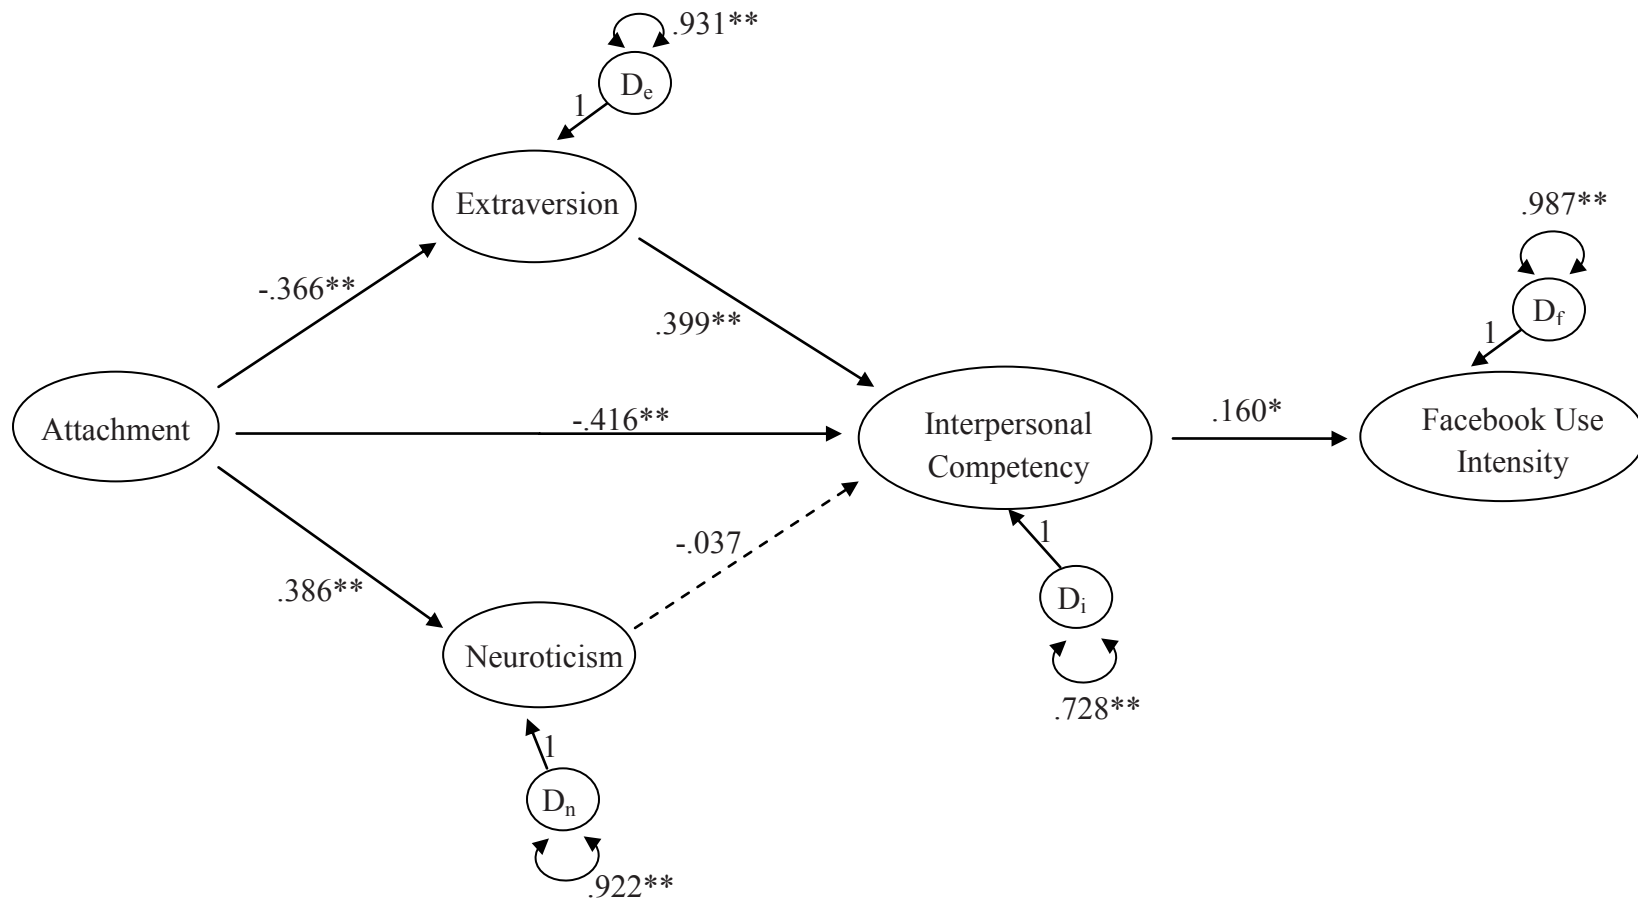 .931**
De
1
Extraversion
.987**
-.366**
.399**
Df
1
Attachment
-.416**
Interpersonal
Competency
.160*
Facebook Use
Intensity
-.037
1
.386**
Di
Neuroticism
.728**
1
Dn
.922**